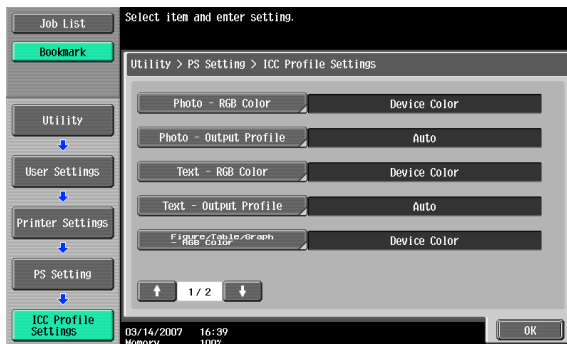 Job List
Select item and enter setting.
Bookmark
Utility > PS Setting > ICC Profile Settings
Photo - RGB Color
Device Color
Photo - Output Profile
Auto
Utility
Text - RGB Color
Device Color
User Settings
Text - Output Profile
Auto
Printer Settings
Figure/Table/Graph
- RGB Color
Device Color
PS Setting
1/ 2
ICC Profile
Settings
03/14/2007 16:39
Memory 100%
OK